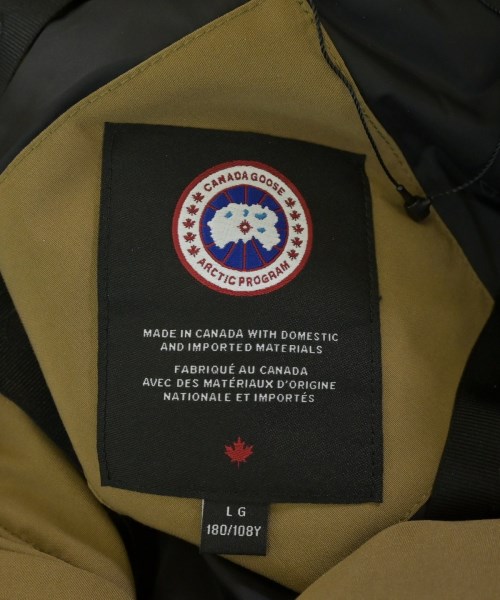 CANADA GOOSE
ARCTIC PROGRAM
MADE IN CANADA WITH DOMESTIC
AND IMPORTED MATERIALS
FABRIQUÉ AU CANADA
AVEC DES MATÉRIAUX D'ORIGINE
NATIONALE ET IMPORTÉS
LG
180/108Y